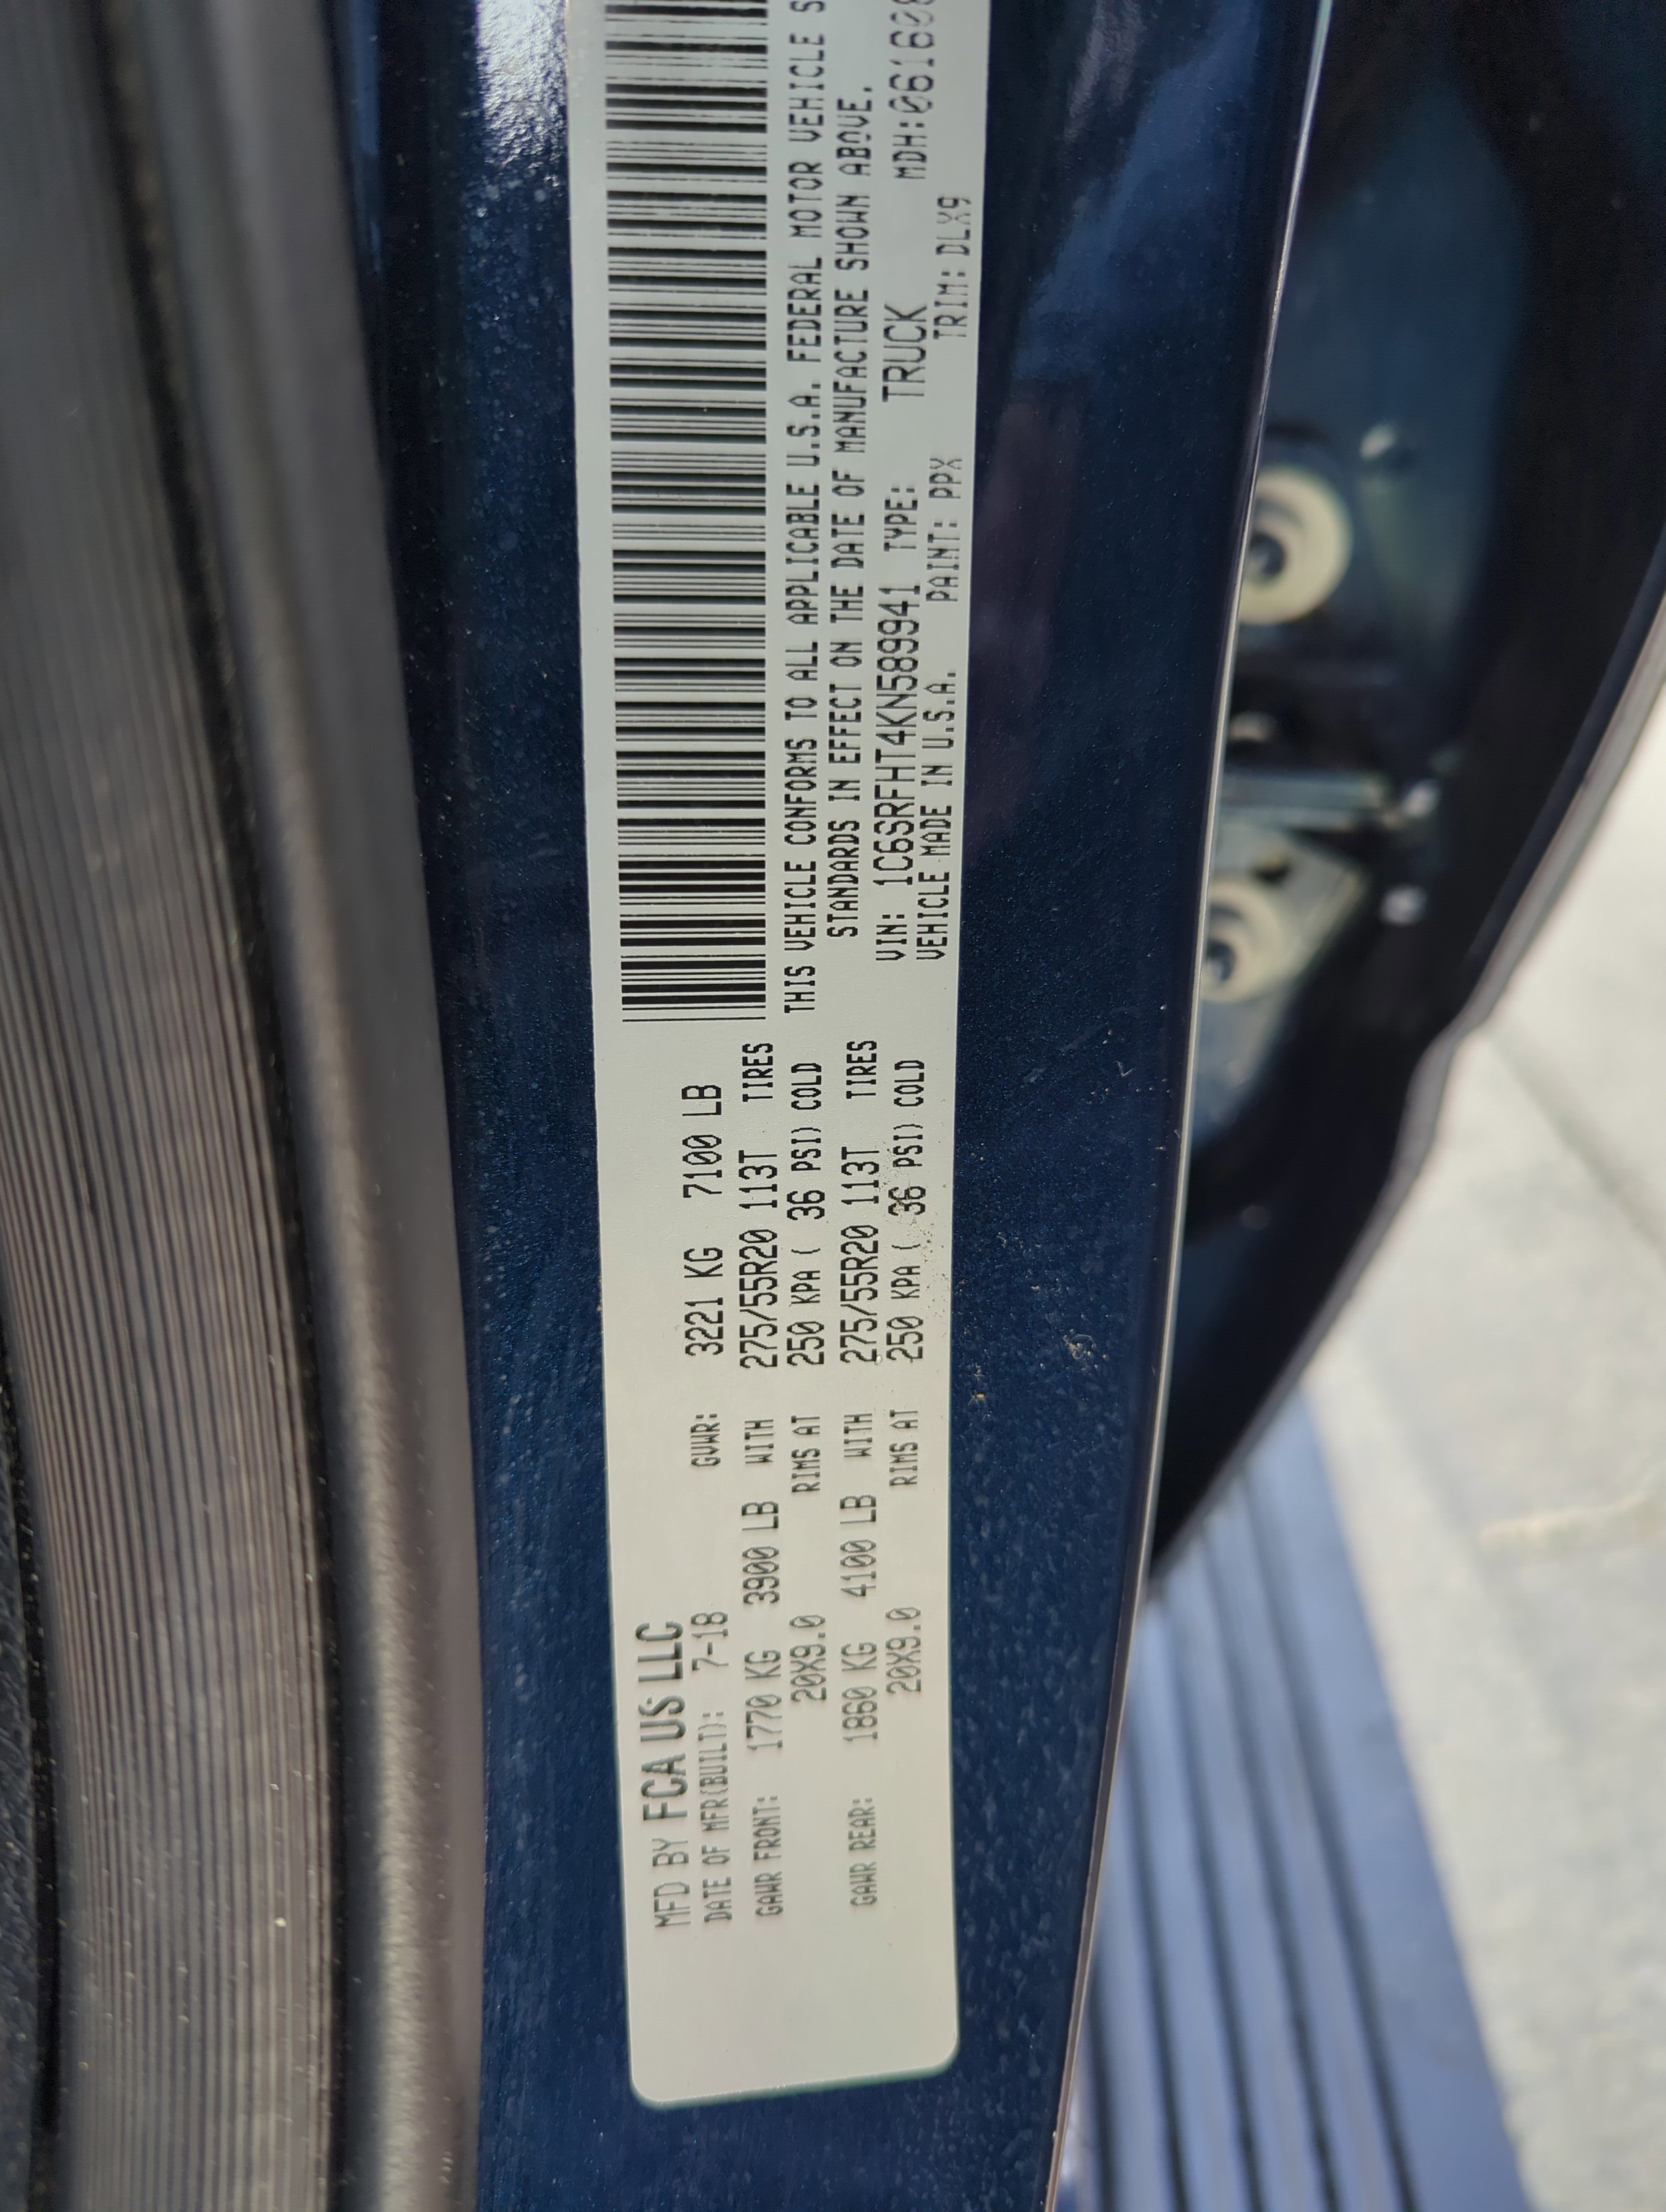 MFD BY FCA US LLC
DATE OF MFR(BUILT): 7-18 GVWR: 3221 KG 7100 LB
GAWR FRONT: 1770 KG 3900 LB WITH 275/55R20 113T TIRES
20X9.0 RIMS AT 250 KPA ( 36 PSI) COLD
GAWR REAR: 1860 KG 4100 LB WITH 275/55R20 113T TIRES
20X9.0 RIMS AT 250 KPA ( 36 PSI) COLD
THIS VEHICLE CONFORMS TO ALL APPLICABLE U.S.A. FEDERAL MOTOR VEHICLE S
STANDARDS IN EFFECT ON THE DATE OF MANUFACTURE SHOWN ABOVE.
VIN: 1C6SRFHT4KN589941 TYPE: TRUCK MDH:06160
VEHICLE MADE IN U.S.A. PAINT: PPX TRIM: DLX9